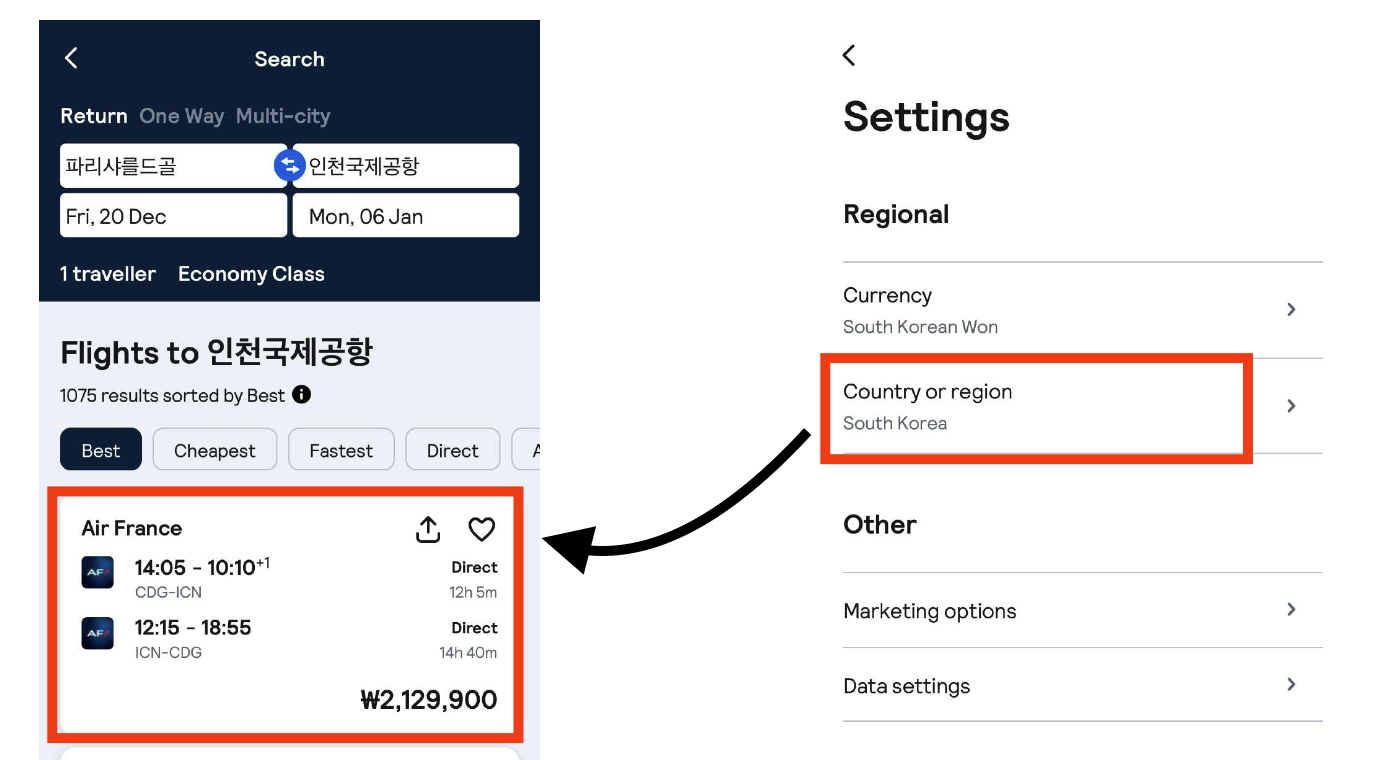 Search
Return One Way Multi-city
파리샤를드골 인천국제공항
Fri, 20 Dec Mon, 06 Jan
1 traveller Economy Class
Flights to 인천국제공항
1075 results sorted by Best
Best Cheapest Fastest Direct A
Air France
AF 14:05 - 10:10+1 Direct
CDG-ICN 12h 5m
AF 12:15 - 18:55 Direct
ICN-CDG 14h 40m
₩2,129,900
Settings
Regional
Currency
South Korean Won
Country or region
South Korea
Other
Marketing options
Data settings